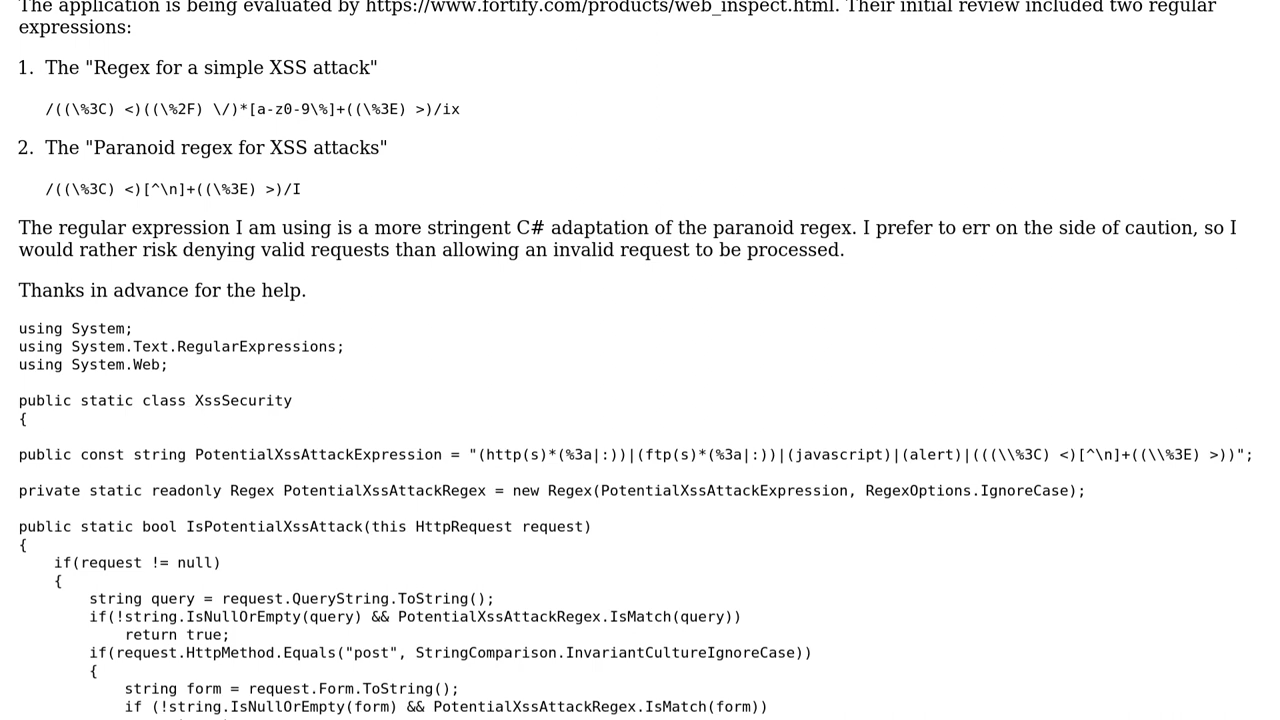 The application is being evaluated by https://www.fortify.com/products/web_inspect.html. Their initial review included two regular
expressions:
1. The "Regex for a simple XSS attack"
/((\%3C) <)((\%2F) \/)*[a-z0-9\%]+((\%3E) >)/ix
2. The "Paranoid regex for XSS attacks"
/((\%3C) <)[^\n]+((\%3E) >)/I
The regular expression I am using is a more stringent C# adaptation of the paranoid regex. I prefer to err on the side of caution, so I
would rather risk denying valid requests than allowing an invalid request to be processed.
Thanks in advance for the help.
using System;
using System.Text.RegularExpressions;
using System.Web;
public static class XssSecurity
{
public const string PotentialXssAttackExpression = "(http(s)*(%3a|:))|(ftp(s)*(%3a|:))|(javascript)|(alert)|(((\\%3C) <)[^\n]+((\\%3E) >))";
private static readonly Regex PotentialXssAttackRegex = new Regex(PotentialXssAttackExpression, RegexOptions.IgnoreCase);
public static bool IsPotentialXssAttack(this HttpRequest request)
{
if(request != null)
{
string query = request.QueryString.ToString();
if(!string.IsNullOrEmpty(query) && PotentialXssAttackRegex.IsMatch(query))
return true;
if(request.HttpMethod.Equals("post", StringComparison.InvariantCultureIgnoreCase))
{
string form = request.Form.ToString();
if (!string.IsNullOrEmpty(form) && PotentialXssAttackRegex.IsMatch(form))